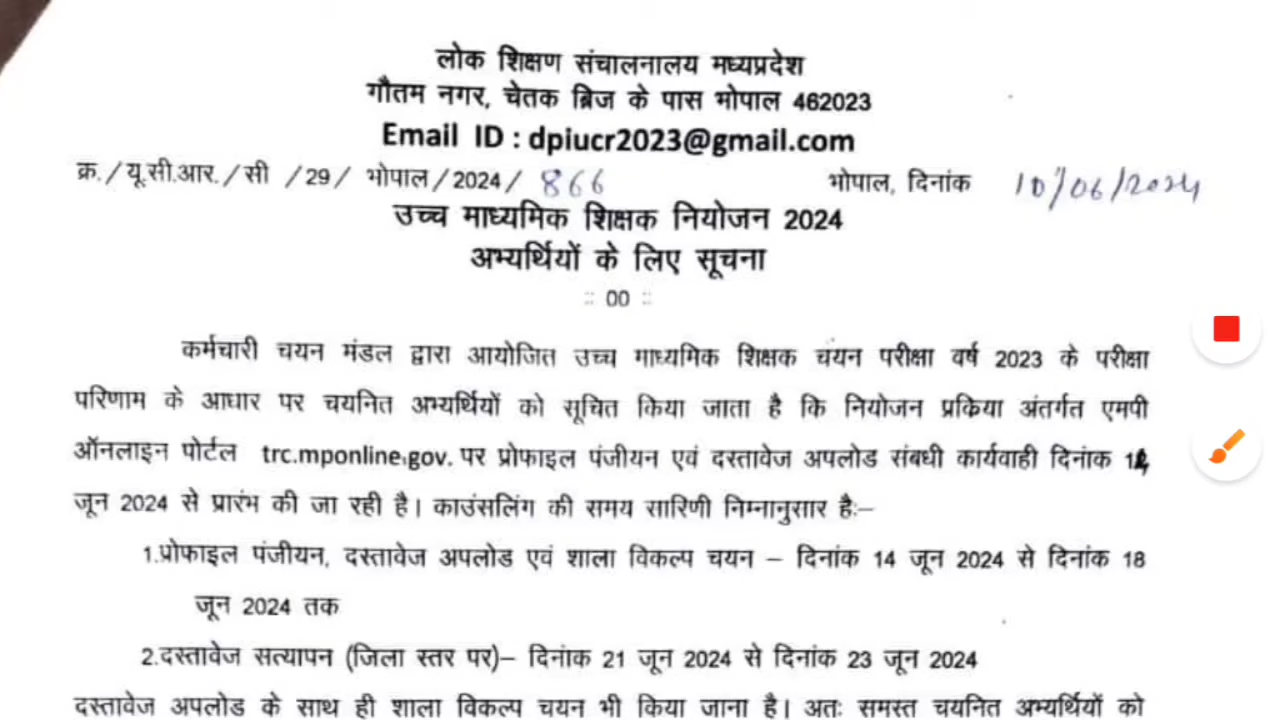 लोक शिक्षण संचालनालय मध्यप्रदेश
गौतम नगर, चेतक ब्रिज के पास भोपाल 462023
Email ID : dpiucr2023@gmail.com
क्र./यू.सी.आर./सी /29/ भोपाल/2024/ 866 भोपाल, दिनांक 10/06/2024
उच्च माध्यमिक शिक्षक नियोजन 2024
अभ्यर्थियों के लिए सूचना
:: 00 ::
कर्मचारी चयन मंडल द्वारा आयोजित उच्च माध्यमिक शिक्षक चयन परीक्षा वर्ष 2023 के परीक्षा
परिणाम के आधार पर चयनित अभ्यर्थियों को सूचित किया जाता है कि नियोजन प्रकिया अंतर्गत एमपी
ऑनलाइन पोर्टल trc.mponline.gov. पर प्रोफाइल पंजीयन एवं दस्तावेज अपलोड संबधी कार्यवाही दिनांक 14
जून 2024 से प्रारंभ की जा रही है। काउंसलिंग की समय सारिणी निम्नानुसार है:–
1.प्रोफाइल पंजीयन, दस्तावेज अपलोड एवं शाला विकल्प चयन – दिनांक 14 जून 2024 से दिनांक 18
जून 2024 तक
2.दस्तावेज सत्यापन (जिला स्तर पर)– दिनांक 21 जून 2024 से दिनांक 23 जून 2024
दस्तावेज अपलोड के साथ ही शाला विकल्प चयन भी किया जाना है। अतः समस्त चयनित अभ्यर्थियों को